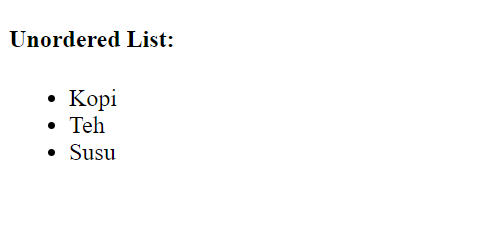 Unordered List:
• Kopi
• Teh
• Susu